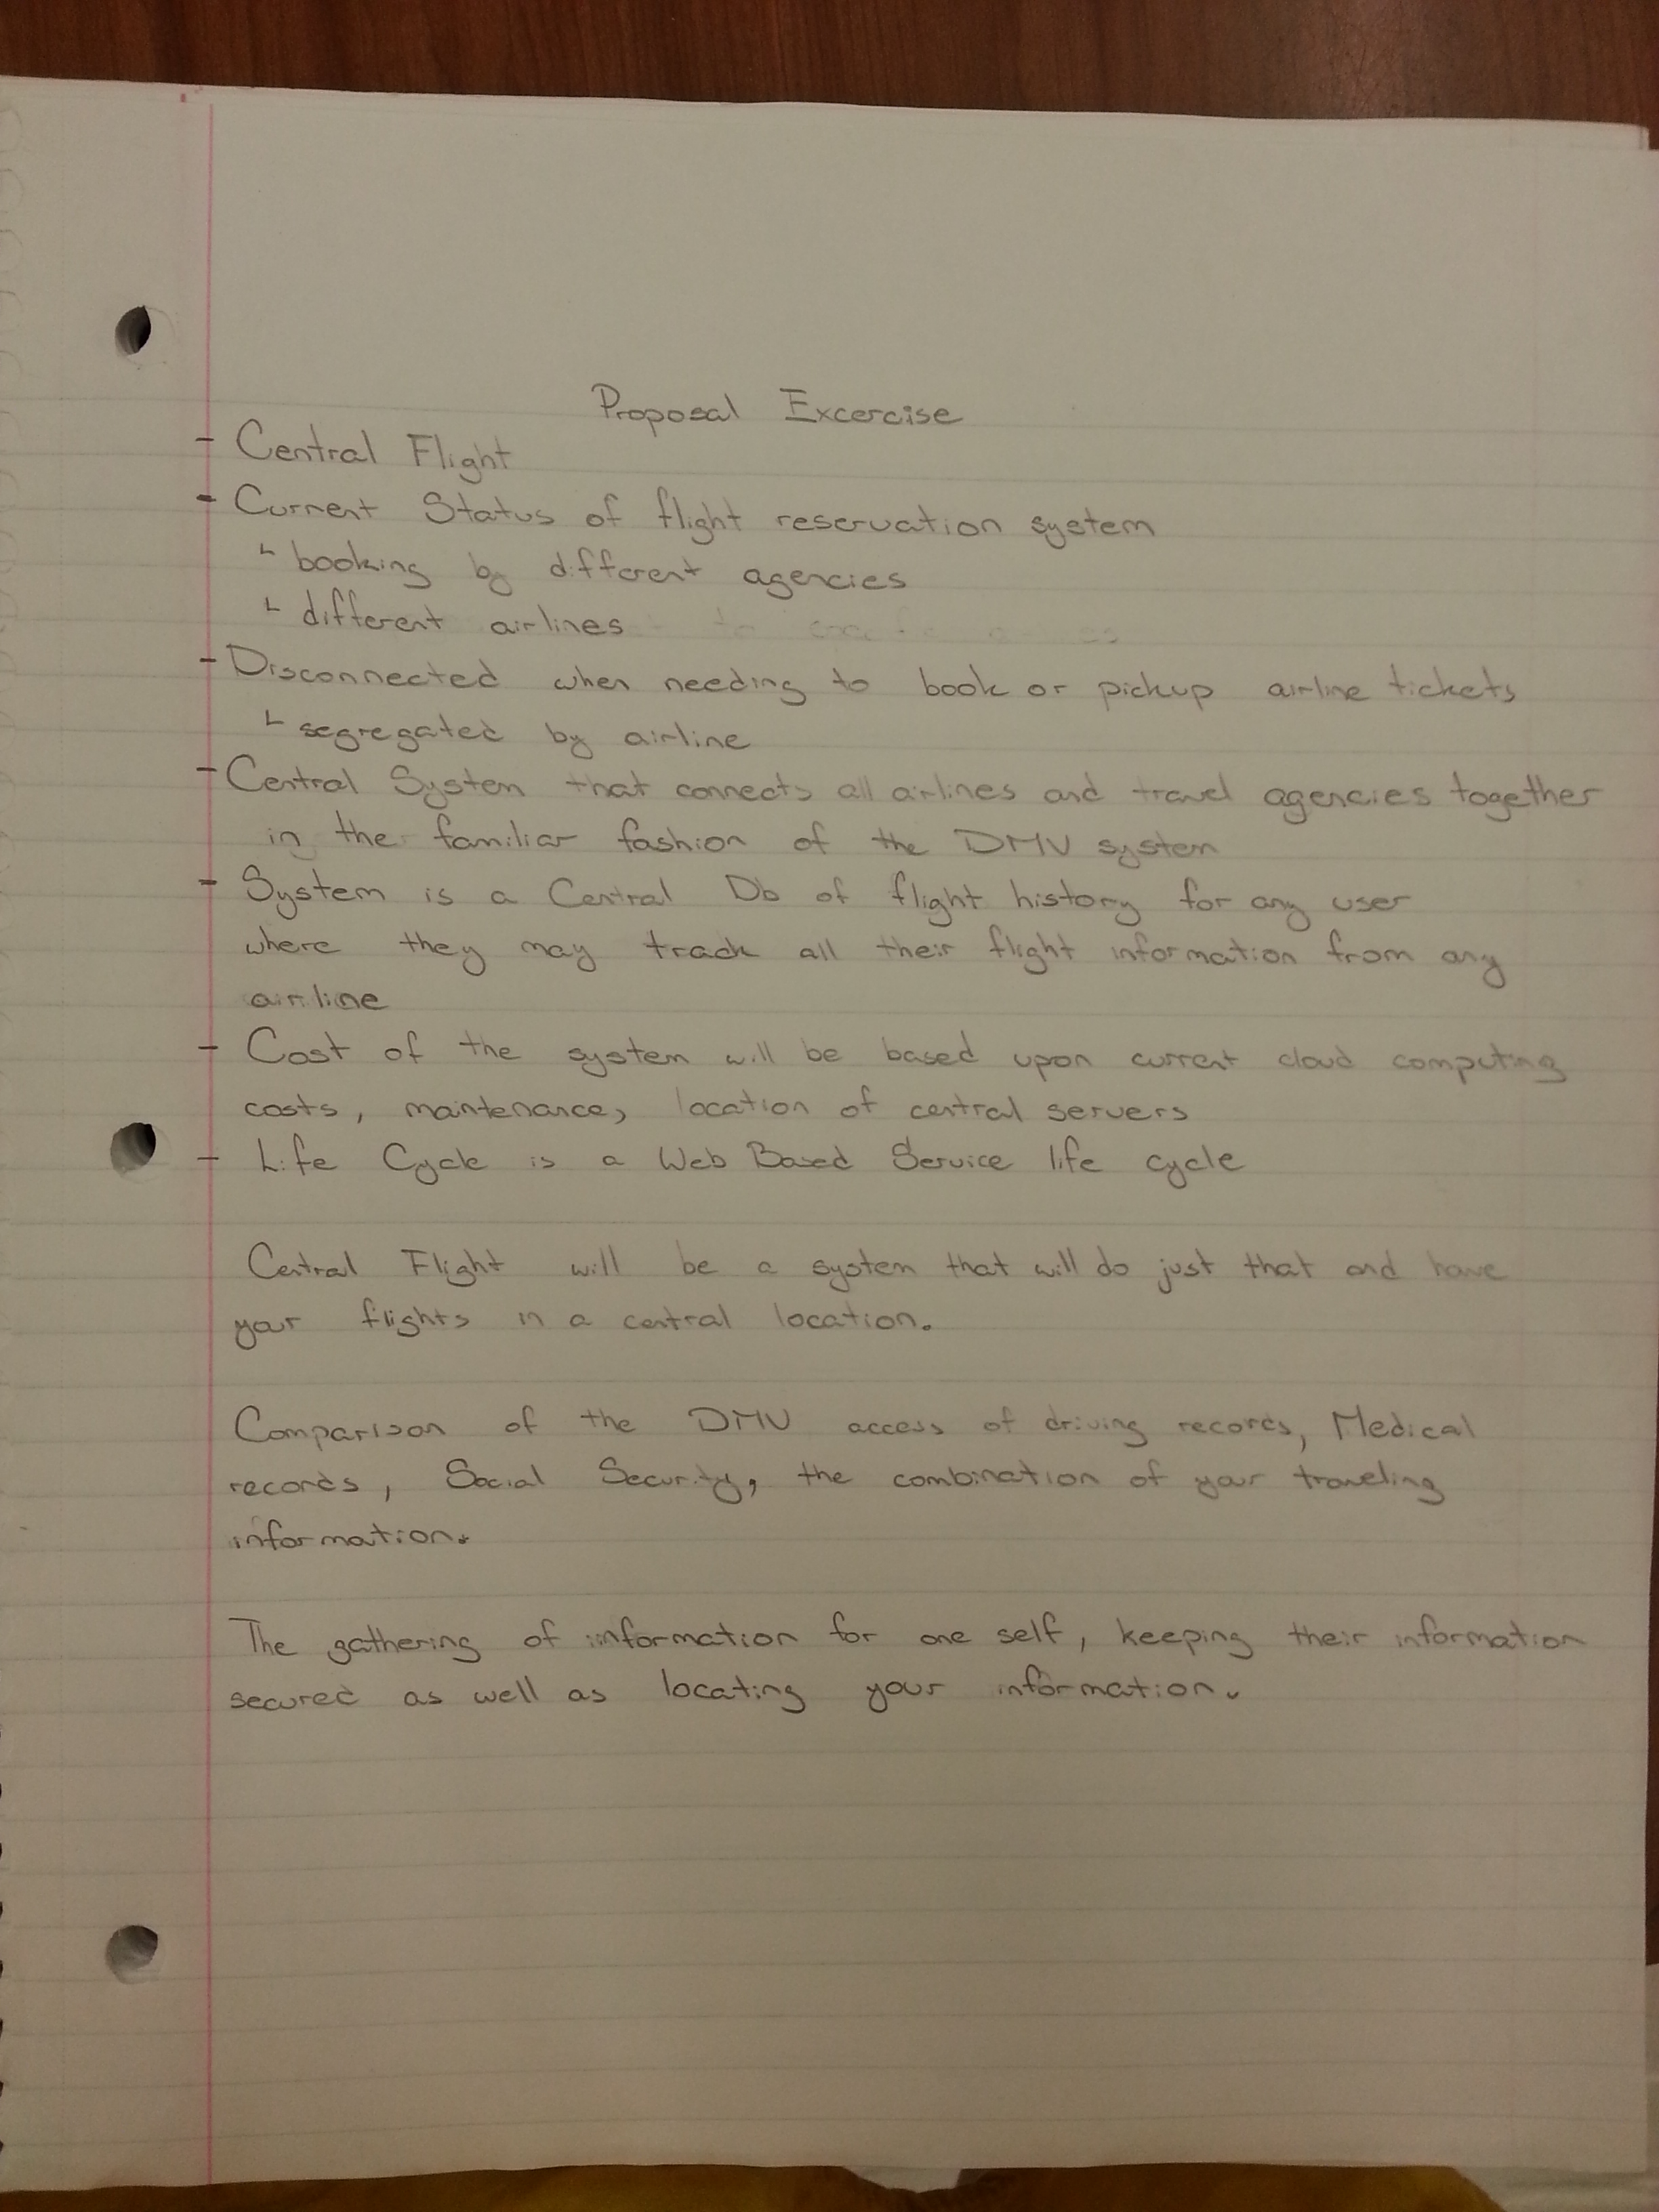 Proposal Excercise
- Central Flight
- Current Status of flight reservation system
└ booking by different agencies
└ different airlines
- Disconnected when needing to book or pickup airline tickets
└ segregated by airline
- Central System that connects all airlines and travel agencies together
in the familiar fashion of the DMV system
- System is a Central Db of flight history for any user
where they may track all their flight information from any
airline
- Cost of the system will be based upon current cloud computing
costs, maintenance, location of central servers
- Life Cycle is a Web Based Service life cycle
Central Flight will be a system that will do just that and have
your flights in a central location.
Comparison of the DMV access of driving records, Medical
records, Social Security, the combination of your traveling
information.
The gathering of information for one self, keeping their information
secured as well as locating your information.